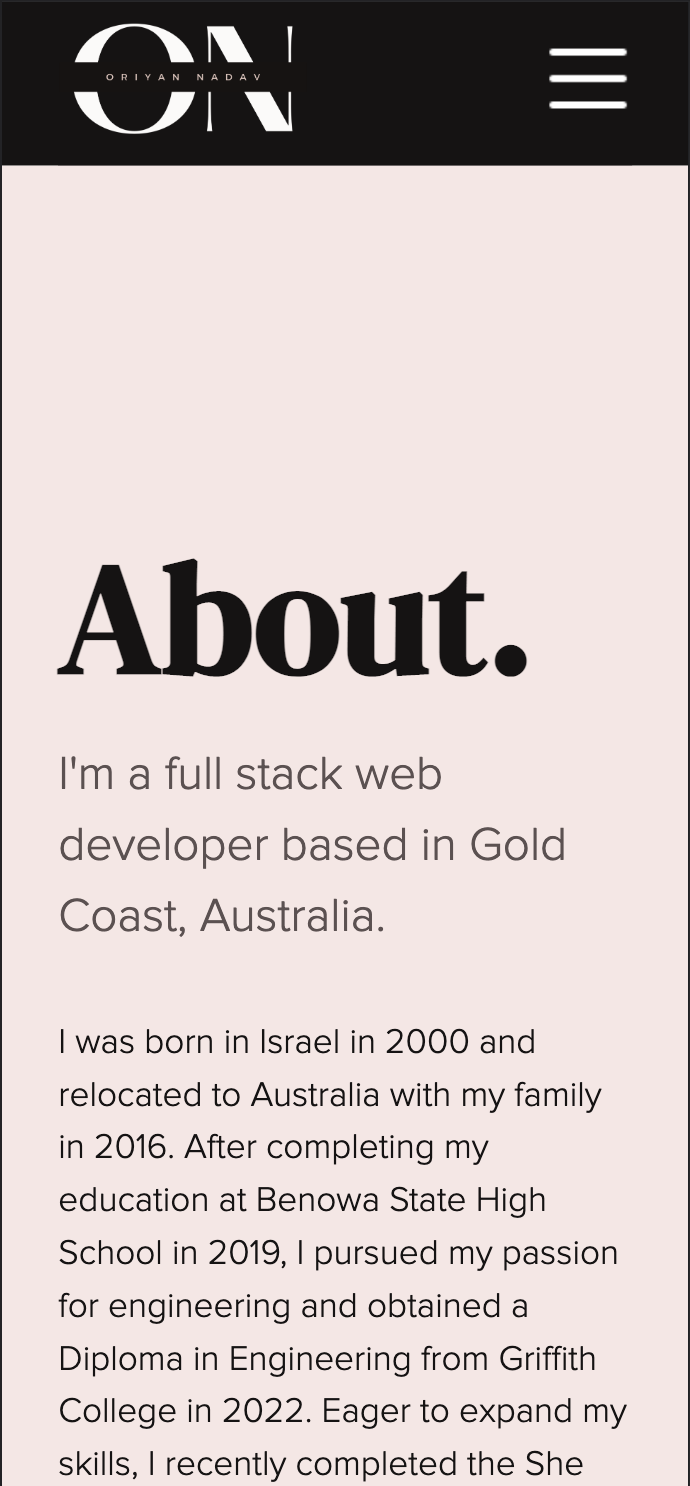 ON
ORIYAN NADAV
About.
I'm a full stack web
developer based in Gold
Coast, Australia.
I was born in Israel in 2000 and
relocated to Australia with my family
in 2016. After completing my
education at Benowa State High
School in 2019, I pursued my passion
for engineering and obtained a
Diploma in Engineering from Griffith
College in 2022. Eager to expand my
skills, I recently completed the She